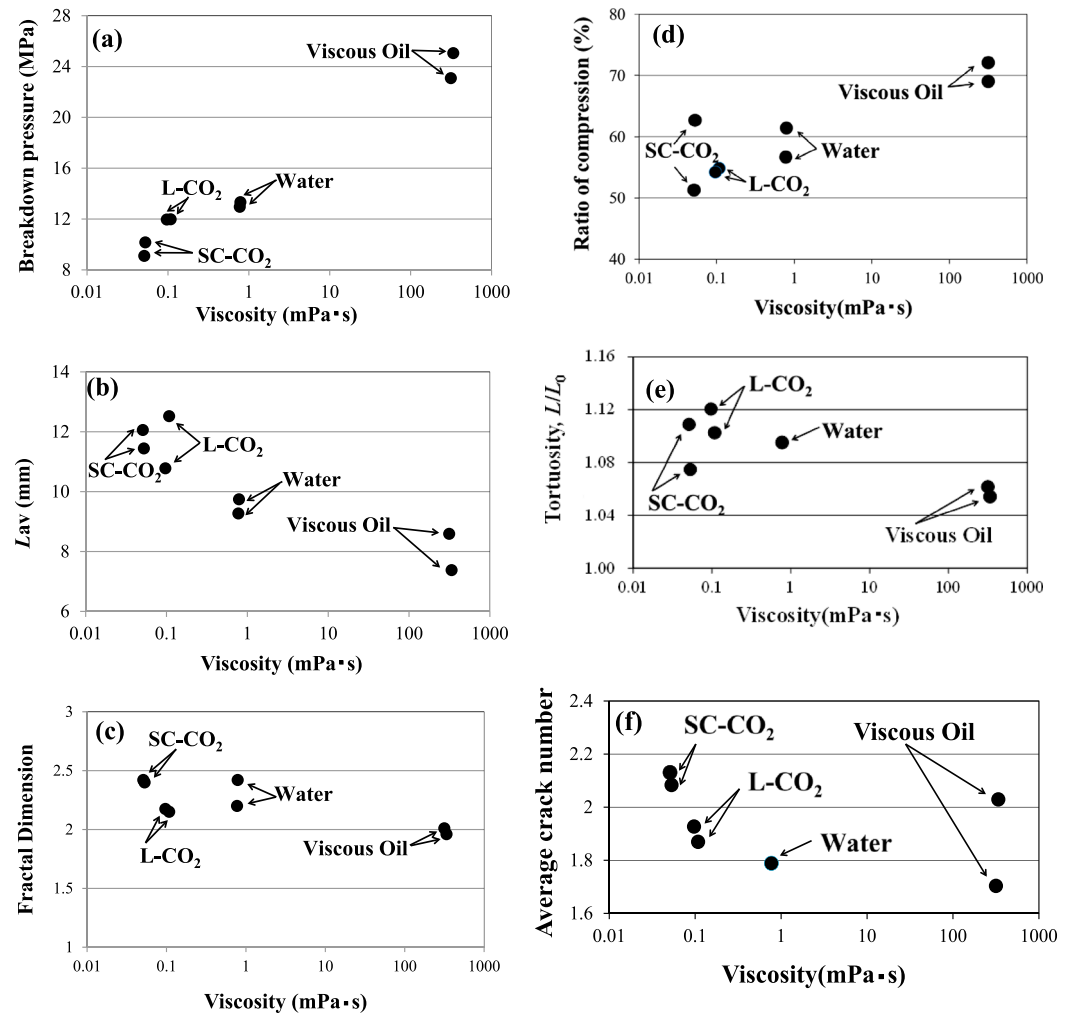 (a)
Breakdown pressure (MPa)
28
24
20
16
12
8
Viscous Oil
L-CO₂
Water
SC-CO₂
0.01 0.1 1 10 100 1000
Viscosity (mPa・s)
(b)
Lav (mm)
14
12
10
8
6
SC-CO₂
L-CO₂
Water
Viscous Oil
0.01 0.1 1 10 100 1000
Viscosity (mPa・s)
(c)
Fractal Dimension
3
2.5
2
1.5
1
SC-CO₂
Water
L-CO₂
Viscous Oil
0.01 0.1 1 10 100 1000
Viscosity (mPa・s)
(d)
Ratio of compression (%)
80
70
60
50
40
Viscous Oil
SC-CO₂
Water
L-CO₂
0.01 0.1 1 10 100 1000
Viscosity(mPa・s)
(e)
Tortuosity, L/L₀
1.16
1.12
1.08
1.04
1.00
L-CO₂
Water
SC-CO₂
Viscous Oil
0.01 0.1 1 10 100 1000
Viscosity(mPa・s)
(f)
Average crack number
2.4
2.2
2
1.8
1.6
SC-CO₂
Viscous Oil
L-CO₂
Water
0.01 0.1 1 10 100 1000
Viscosity(mPa・s)